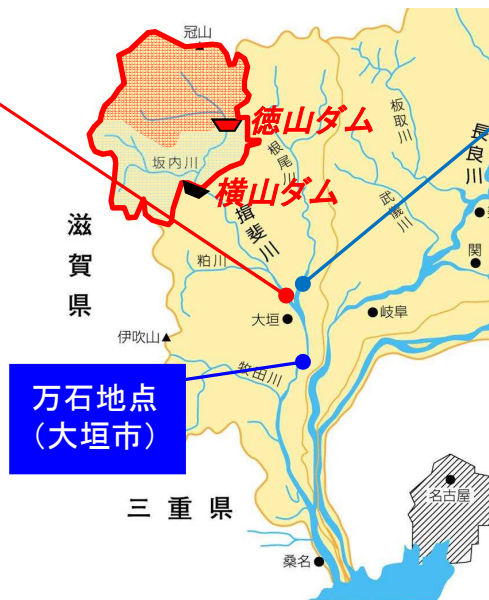 冠山
徳山ダム
板取川
長良川
根尾川
坂内川
横山ダム
武儀川
揖斐川
滋賀県
粕川
関
大垣
岐阜
伊吹山
牧田川
万石地点
（大垣市）
名古屋
三重県
桑名